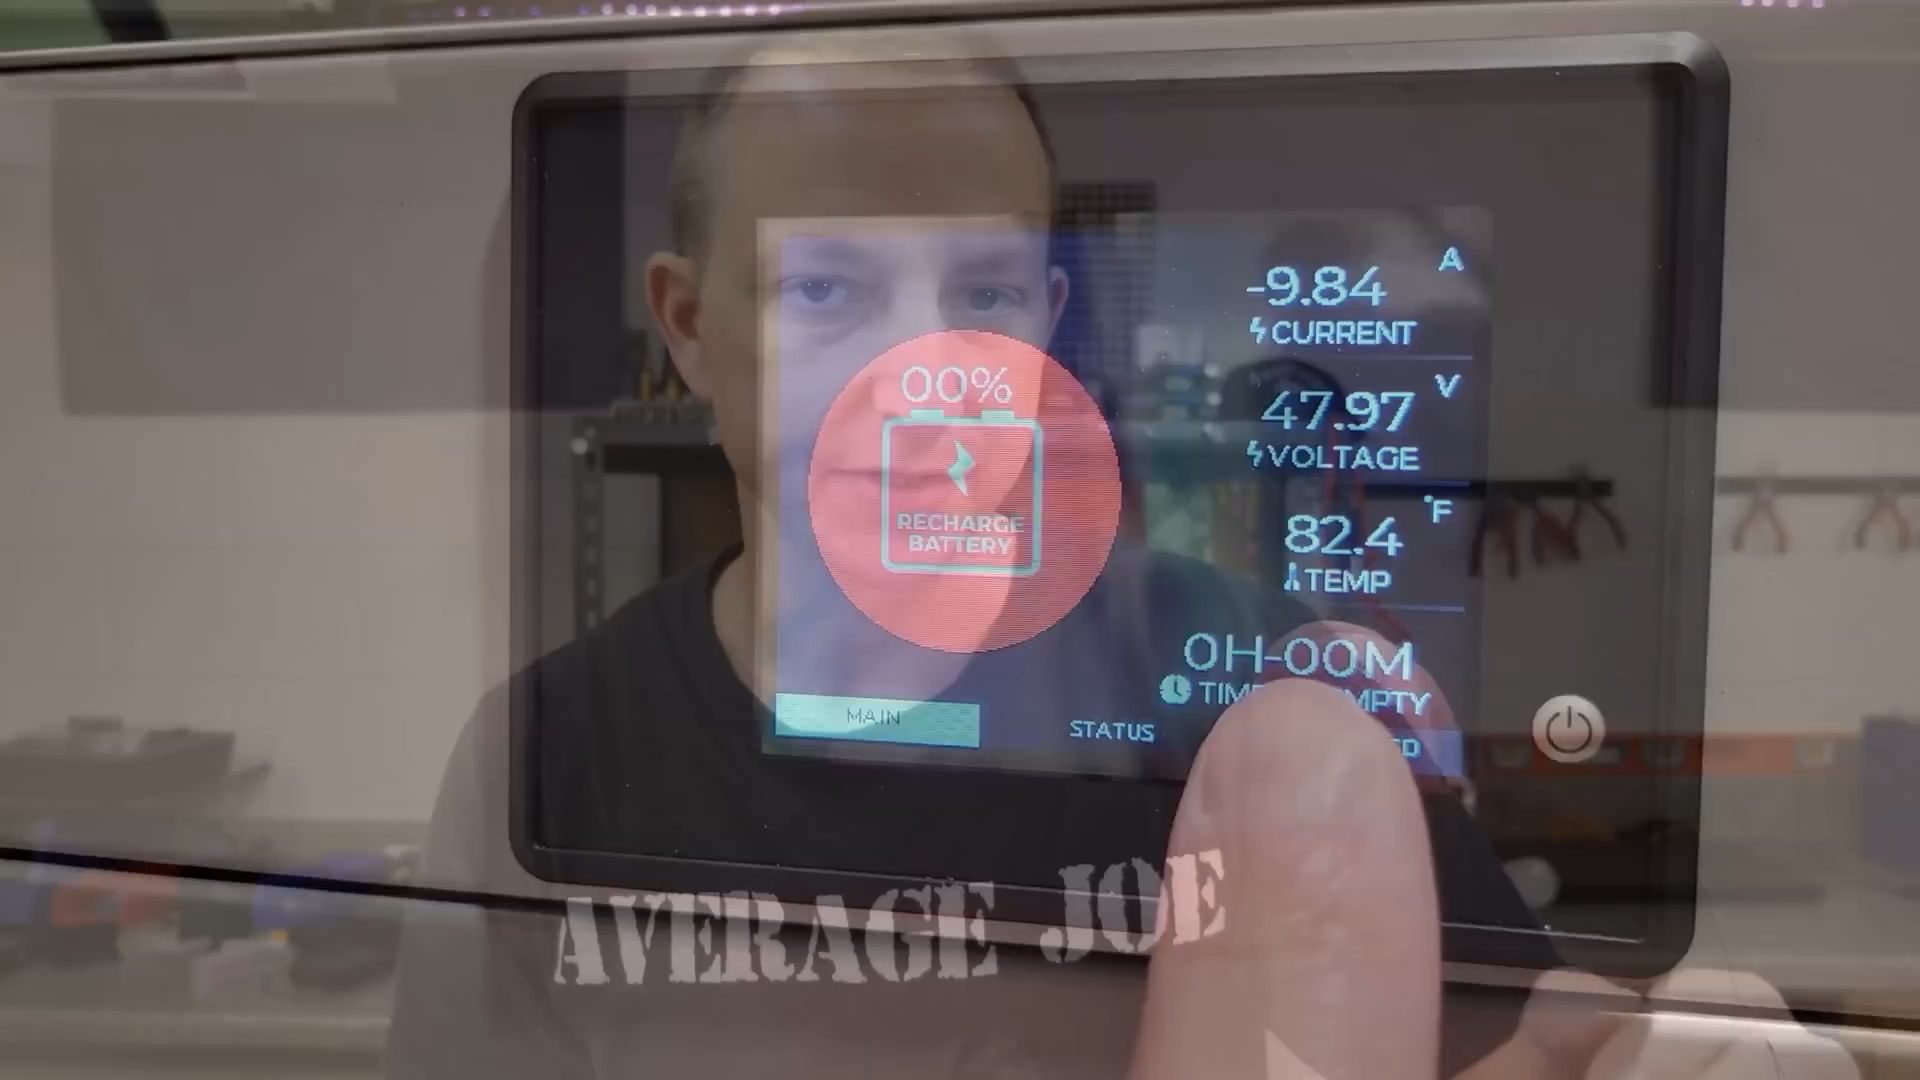 A
-9.84
CURRENT
V
47.97
VOLTAGE
°F
82.4
TEMP
0H-00M
00%
RECHARGE
BATTERY
MAIN
STATUS
AVERAGE JOE